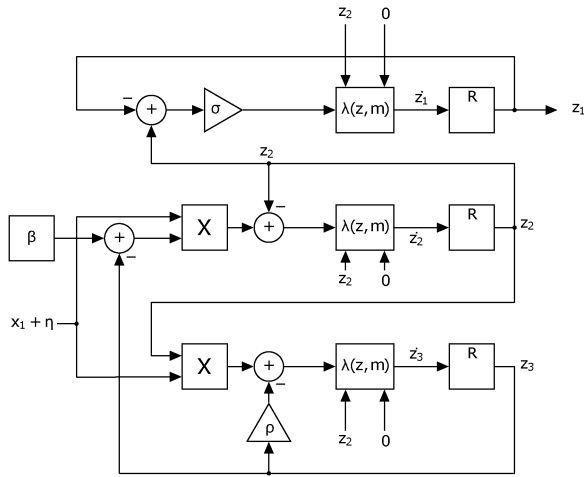 z₂ 0
− + σ λ(z,m) ż₁ R z₁
z₂
β + − X + − λ(z,m) ż₂ R z₂
z₂ 0
x₁ + η
X + − λ(z,m) ż₃ R z₃
ρ z₂ 0